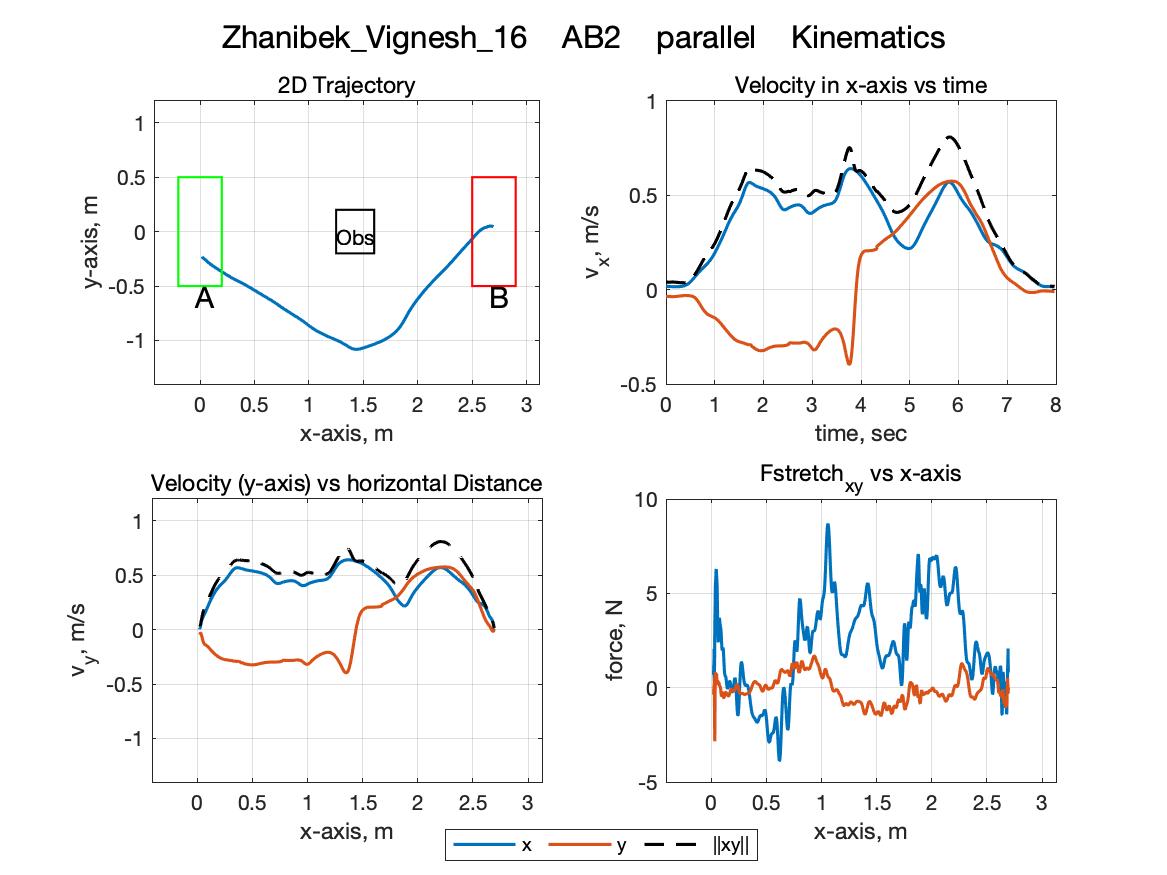 Zhanibek_Vignesh_16 AB2 parallel Kinematics
2D Trajectory
1
0.5
0
-0.5
-1
y-axis, m
Obs
A
B
0 0.5 1 1.5 2 2.5 3
x-axis, m
Velocity in x-axis vs time
1
0.5
0
-0.5
v_x, m/s
0 1 2 3 4 5 6 7 8
time, sec
Velocity (y-axis) vs horizontal Distance
1
0.5
0
-0.5
-1
v_y, m/s
0 0.5 1 1.5 2 2.5 3
x-axis, m
Fstretch_xy vs x-axis
10
5
0
-5
force, N
0 0.5 1 1.5 2 2.5 3
x-axis, m
x y ||xy||